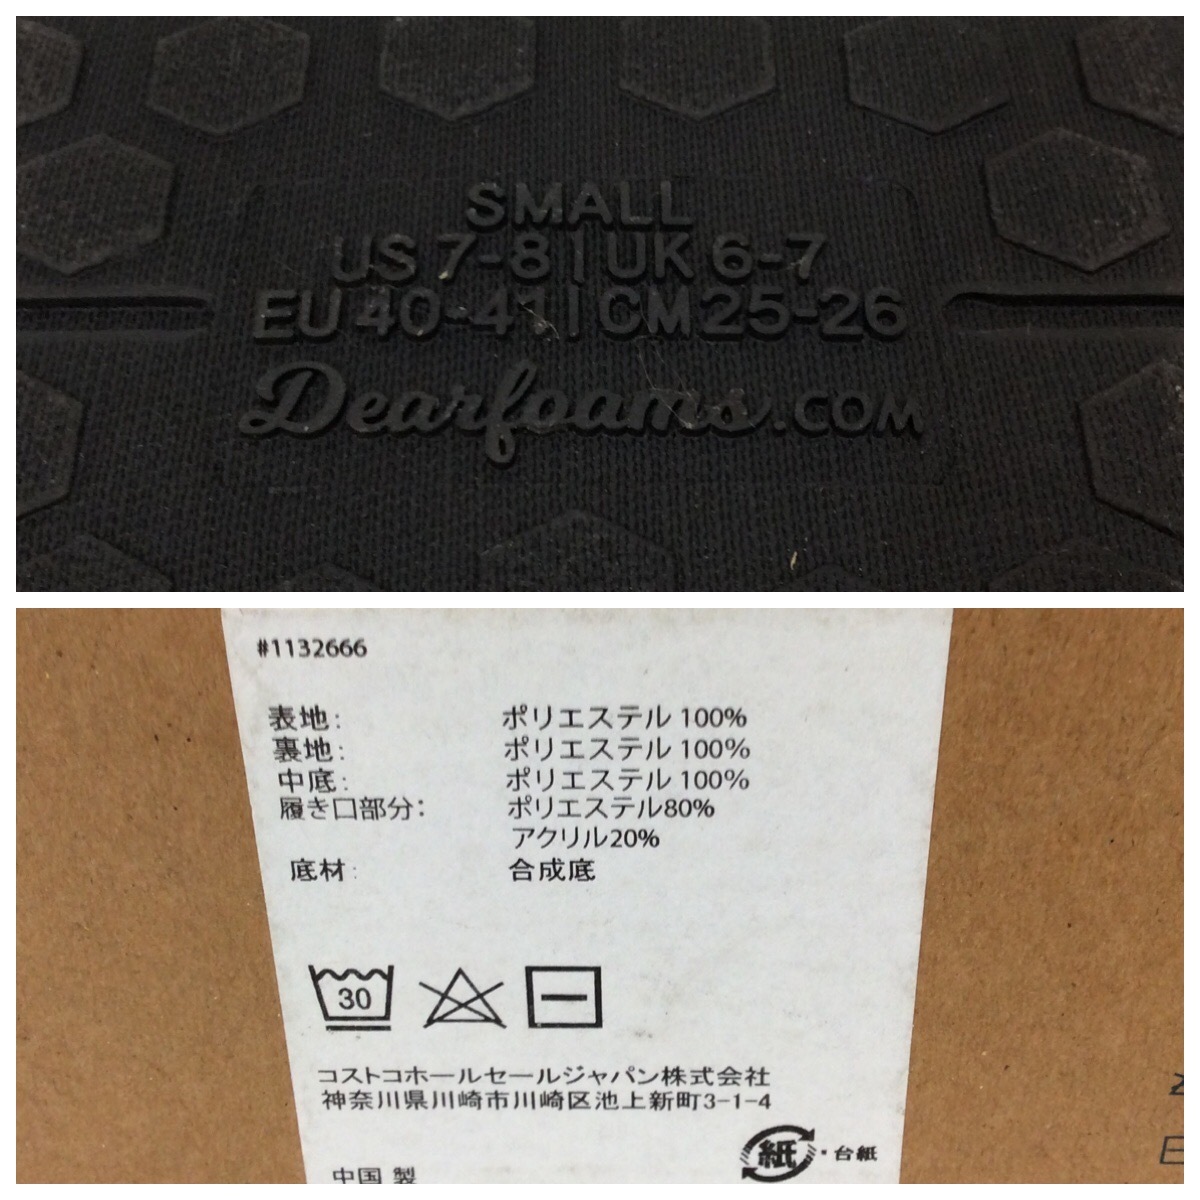 SMALL
US 7-8 | UK 6-7
EU 40-41 | CM 25-26
Dearfoams.COM
#1132666
表地: ポリエステル 100%
裏地: ポリエステル 100%
中底: ポリエステル 100%
履き口部分: ポリエステル80%
アクリル20%
底材: 合成底
30
コストコホールセールジャパン株式会社
神奈川県川崎市川崎区池上新町3-1-4
紙・台紙
中国製